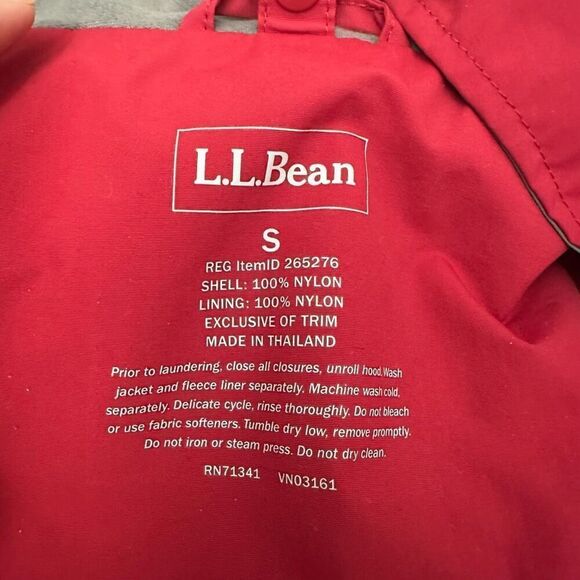 L.L.Bean
S
REG ItemID 265276
SHELL: 100% NYLON
LINING: 100% NYLON
EXCLUSIVE OF TRIM
MADE IN THAILAND
Prior to laundering, close all closures, unroll hood. Wash
jacket and fleece liner separately. Machine wash cold,
separately. Delicate cycle, rinse thoroughly. Do not bleach
or use fabric softeners. Tumble dry low, remove promptly.
Do not iron or steam press. Do not dry clean.
RN71341 VN03161